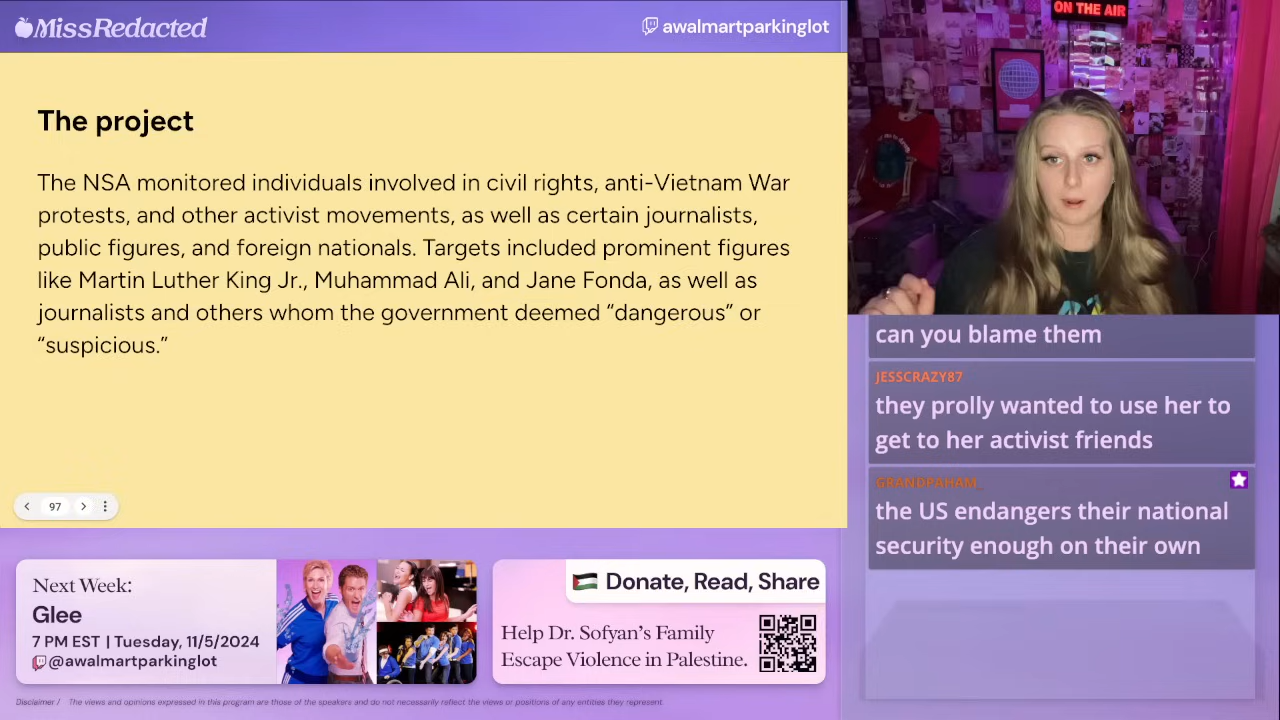 MissRedacted
awalmartparkinglot
ON THE AIR
The project
The NSA monitored individuals involved in civil rights, anti-Vietnam War
protests, and other activist movements, as well as certain journalists,
public figures, and foreign nationals. Targets included prominent figures
like Martin Luther King Jr., Muhammad Ali, and Jane Fonda, as well as
journalists and others whom the government deemed “dangerous” or
“suspicious.”
97
can you blame them
JESSCRAZY87
they prolly wanted to use her to
get to her activist friends
GRANDPAHAM_
the US endangers their national
security enough on their own
Next Week:
Glee
7 PM EST | Tuesday, 11/5/2024
@awalmartparkinglot
Donate, Read, Share
Help Dr. Sofyan’s Family
Escape Violence in Palestine.
Disclaimer / The views and opinions expressed in this program are those of the speakers and do not necessarily reflect the views or positions of any entities they represent.